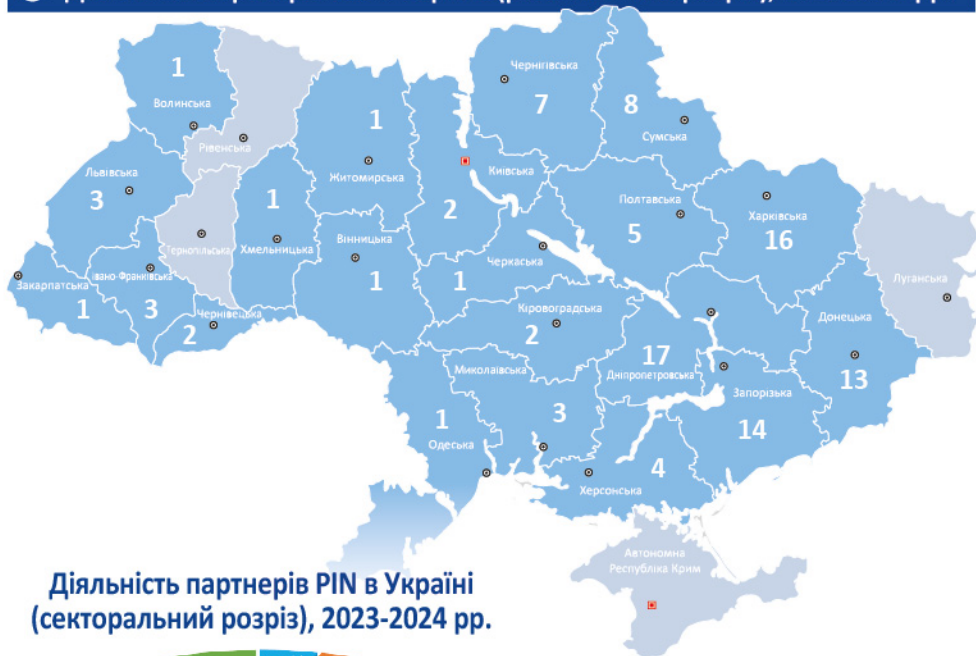 Чернігівська
7
8
Сумська
1
Волинська
Рівенська
1
Житомирська
Київська
2
Львівська
3
Тернопільська
1
Хмельницька
Полтавська
5
Харківська
16
Вінницька
1
Черкаська
1
Луганська
Закарпатська
1
Івано-Франківська
3
Чернівецька
2
Кіровоградська
2
Донецька
13
Миколаївська
3
17
Дніпропетровська
Запорізька
14
1
Одеська
4
Херсонська
Автономна
Республіка Крим
Діяльність партнерів PIN в Україні
(секторальний розріз), 2023-2024 рр.